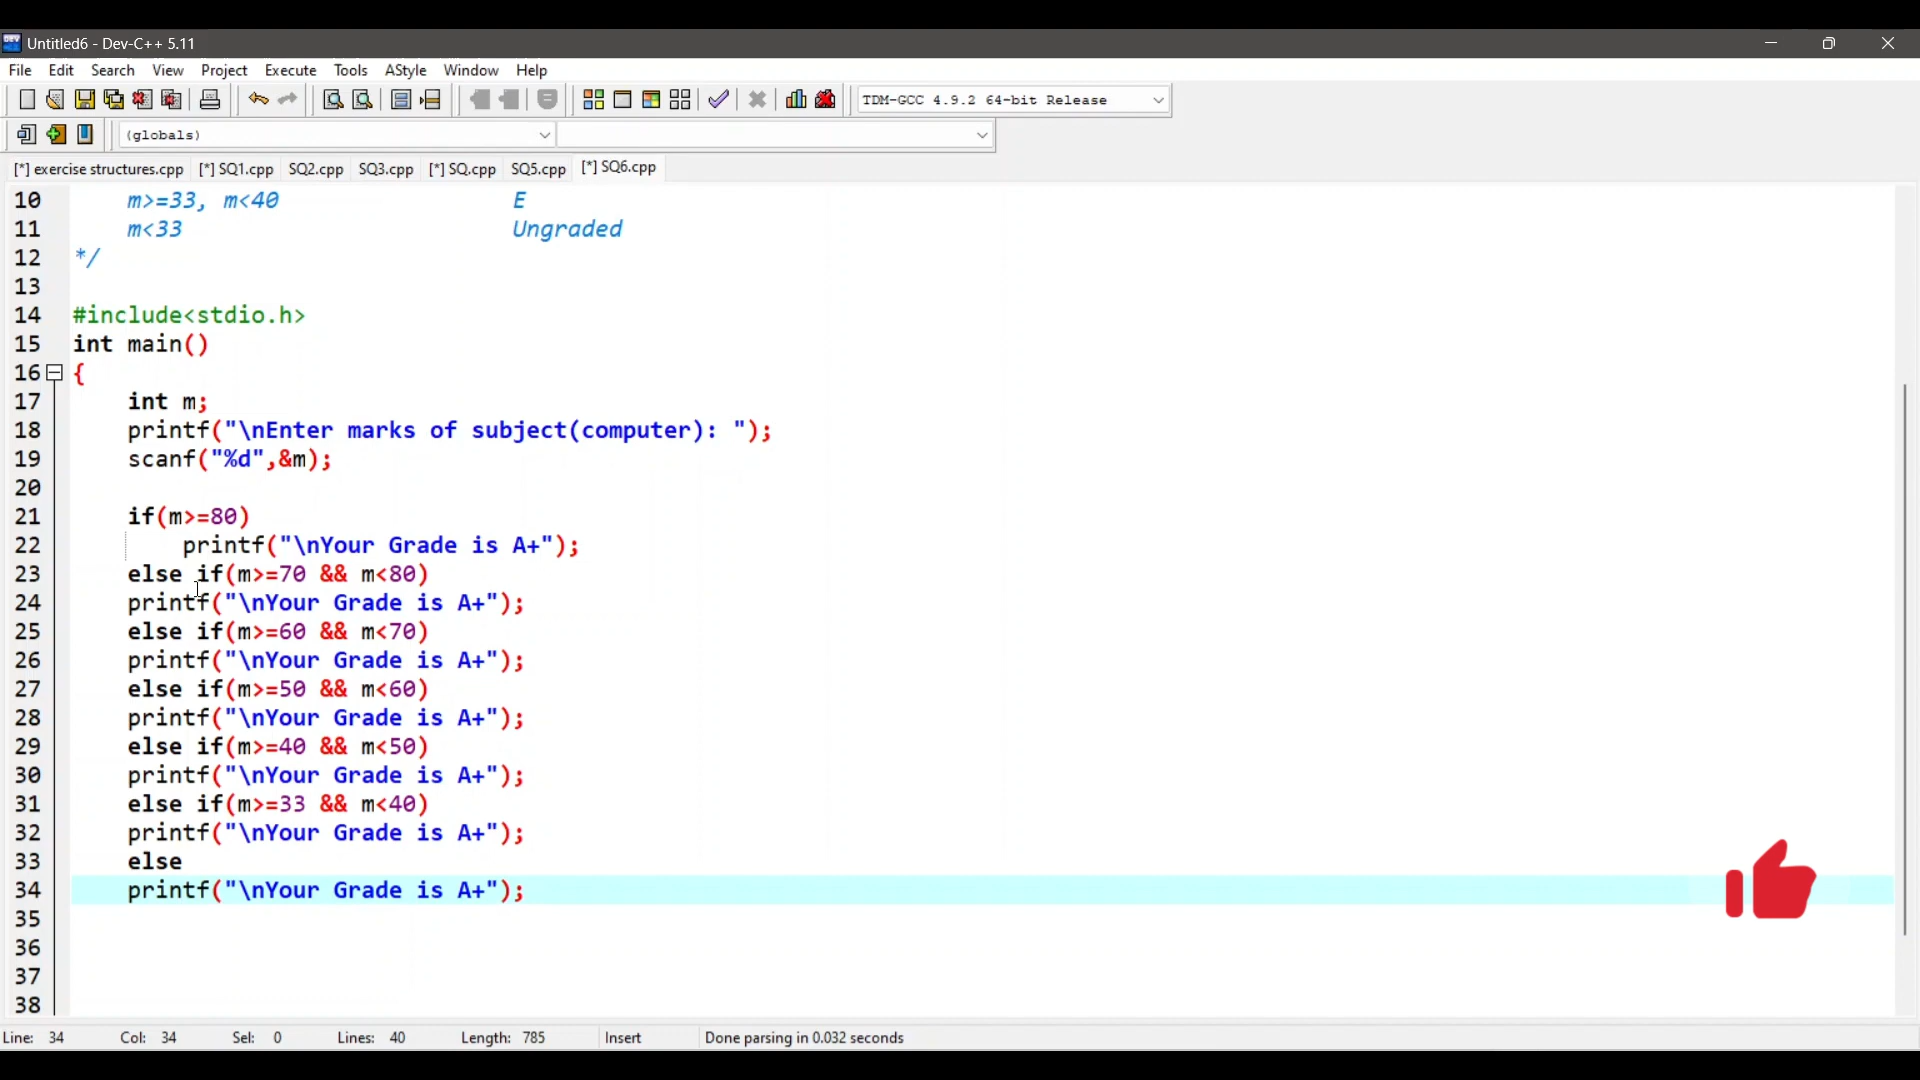 Untitled6 - Dev-C++ 5.11
File Edit Search View Project Execute Tools AStyle Window Help
TDM-GCC 4.9.2 64-bit Release
(globals)
[*] exercise structures.cpp [*] SQ1.cpp SQ2.cpp SQ3.cpp [*] SQ.cpp SQ5.cpp [*] SQ6.cpp
10 m>=33, m<40 E
11 m<33 Ungraded
12 */
13
14 #include<stdio.h>
15 int main()
16 {
17 int m;
18 printf("\nEnter marks of subject(computer): ");
19 scanf("%d",&m);
20
21 if(m>=80)
22 printf("\nYour Grade is A+");
23 else if(m>=70 && m<80)
24 printf("\nYour Grade is A+");
25 else if(m>=60 && m<70)
26 printf("\nYour Grade is A+");
27 else if(m>=50 && m<60)
28 printf("\nYour Grade is A+");
29 else if(m>=40 && m<50)
30 printf("\nYour Grade is A+");
31 else if(m>=33 && m<40)
32 printf("\nYour Grade is A+");
33 else
34 printf("\nYour Grade is A+");
35
36
37
38
Line: 34 Col: 34 Sel: 0 Lines: 40 Length: 785 Insert Done parsing in 0.032 seconds